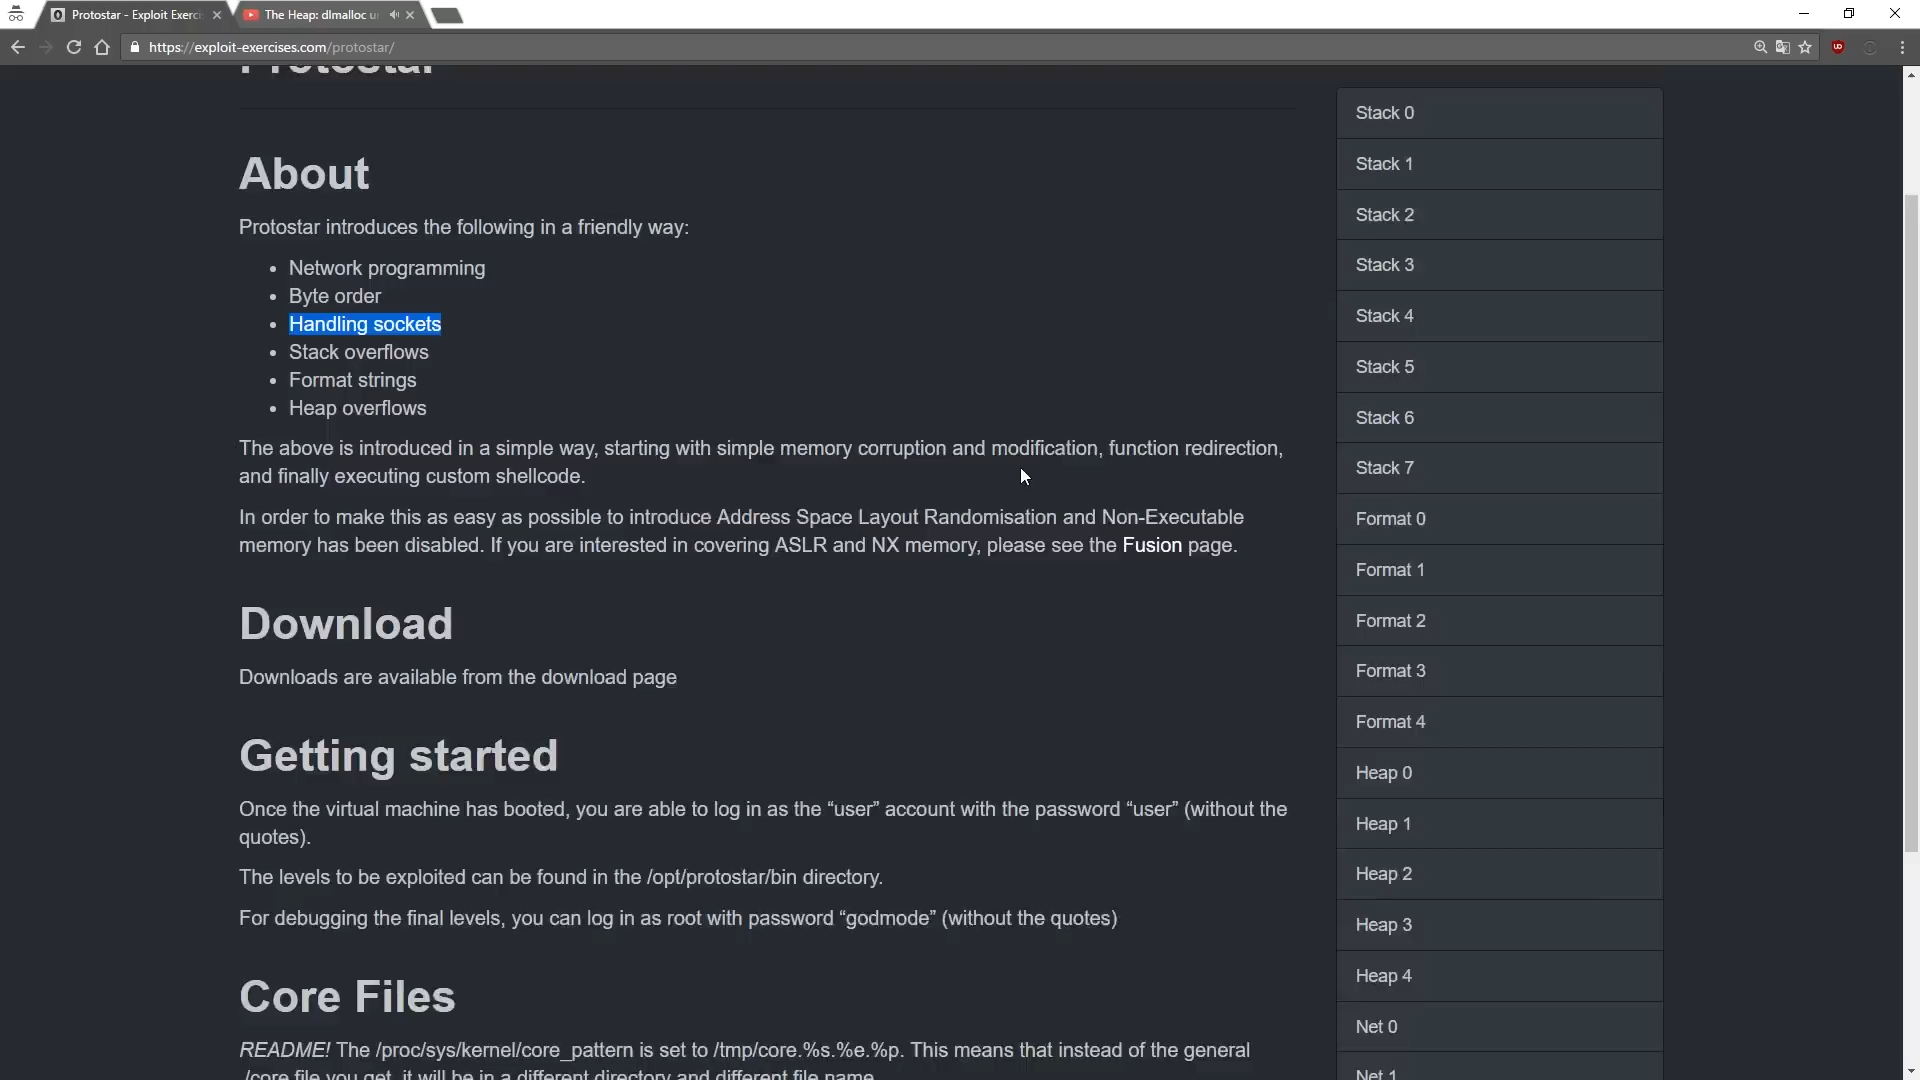 Protostar - Exploit Exerc
The Heap: dlmalloc u
https://exploit-exercises.com/protostar/
Protostar
About
Protostar introduces the following in a friendly way:
• Network programming
• Byte order
• Handling sockets
• Stack overflows
• Format strings
• Heap overflows
The above is introduced in a simple way, starting with simple memory corruption and modification, function redirection,
and finally executing custom shellcode.
In order to make this as easy as possible to introduce Address Space Layout Randomisation and Non-Executable
memory has been disabled. If you are interested in covering ASLR and NX memory, please see the Fusion page.
Download
Downloads are available from the download page
Getting started
Once the virtual machine has booted, you are able to log in as the “user” account with the password “user” (without the
quotes).
The levels to be exploited can be found in the /opt/protostar/bin directory.
For debugging the final levels, you can log in as root with password “godmode” (without the quotes)
Core Files
README! The /proc/sys/kernel/core_pattern is set to /tmp/core.%s.%e.%p. This means that instead of the general
./core file you get, it will be in a different directory and different file name.
Stack 0
Stack 1
Stack 2
Stack 3
Stack 4
Stack 5
Stack 6
Stack 7
Format 0
Format 1
Format 2
Format 3
Format 4
Heap 0
Heap 1
Heap 2
Heap 3
Heap 4
Net 0
Net 1